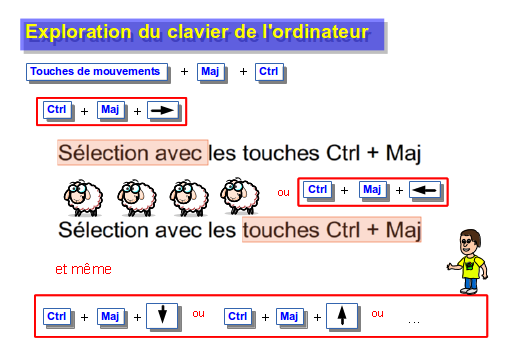 Exploration du clavier de l'ordinateur
Touches de mouvements + Maj + Ctrl
Ctrl + Maj +
Sélection avec les touches Ctrl + Maj
ou Ctrl + Maj +
Sélection avec les touches Ctrl + Maj
et même
Ctrl + Maj + ou Ctrl + Maj + ou ...